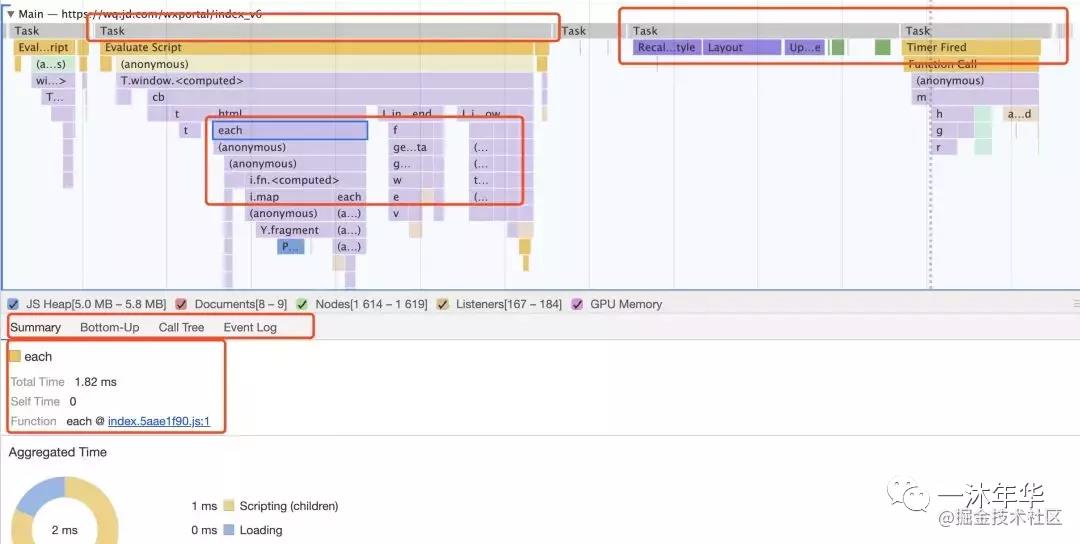 ▼ Main — https://wq.jd.com/wxportal/index_v6
Task Task Task Task Task
Eval...ript Evaluate Script Recal...tyle Layout Up...e Timer Fired
(a...s) (anonymous) Function Call
wi...> T.window.<computed> (anonymous)
T... cb m
t html I_in...end I_i...ow h a...d
t each f g
(anonymous) ge...ta (... r
(anonymous) g... (...
i.fn.<computed> w t...
i.map each e (...
(anonymous) (a...) v
Y.fragment (a...)
P... (a...)
JS Heap[5.0 MB – 5.8 MB] Documents[8 – 9] Nodes[1 614 – 1 619] Listeners[167 – 184] GPU Memory
Summary Bottom-Up Call Tree Event Log
each
Total Time 1.82 ms
Self Time 0
Function each @ index.5aae1f90.js:1
Aggregated Time
1 ms Scripting (children)
2 ms
0 ms Loading
一沐年华
@掘金技术社区